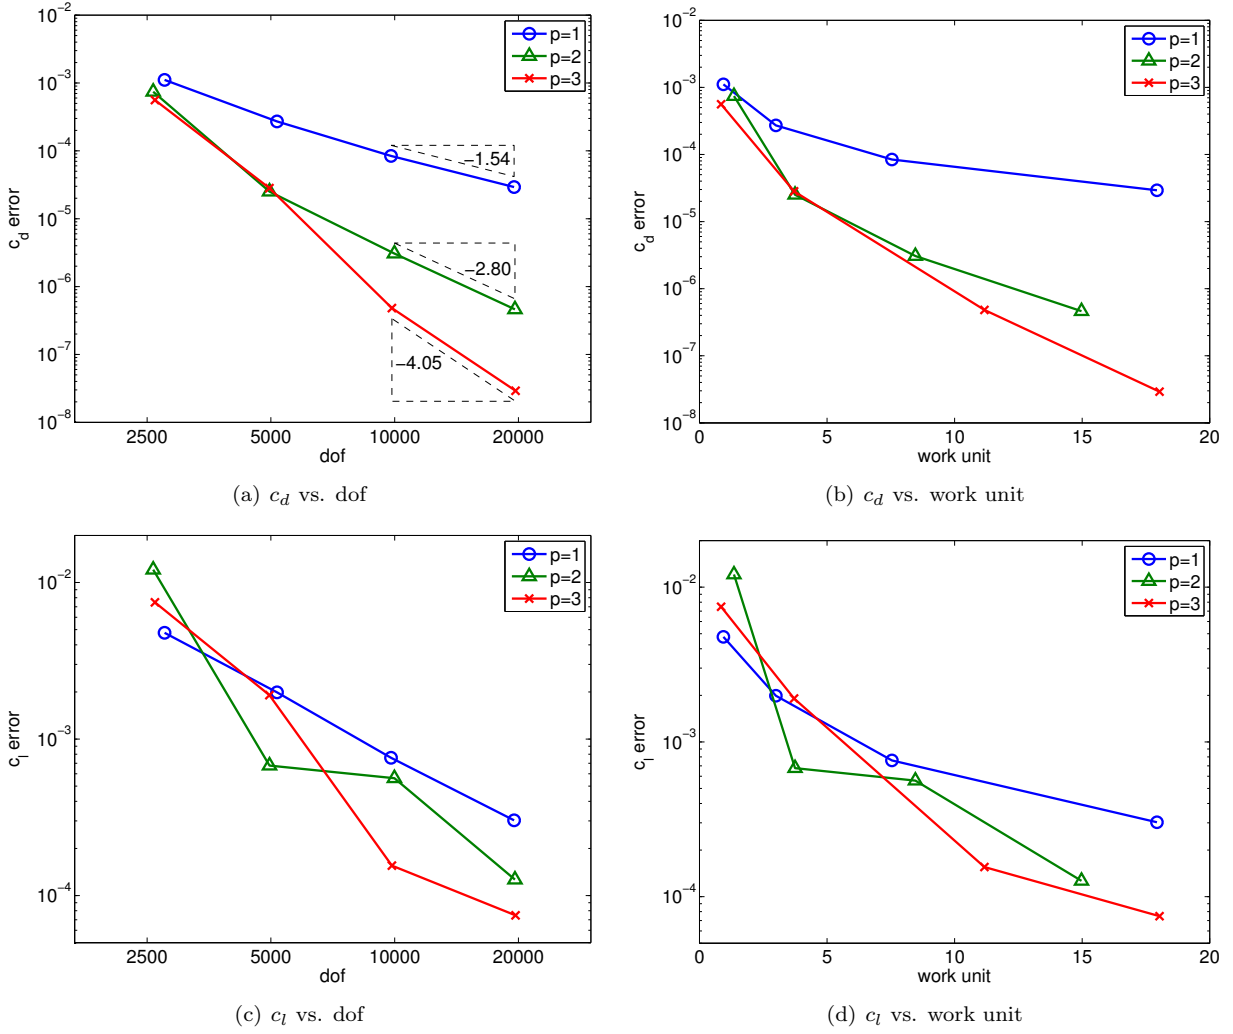 10^−2
10^−3
10^−4
10^−5
10^−6
10^−7
10^−8
c_d error
2500 5000 10000 20000
dof
p=1
p=2
p=3
−1.54
−2.80
−4.05
(a) c_d vs. dof
10^−2
10^−3
10^−4
10^−5
10^−6
10^−7
10^−8
c_d error
0 5 10 15 20
work unit
p=1
p=2
p=3
(b) c_d vs. work unit
10^−2
10^−3
10^−4
c_l error
2500 5000 10000 20000
dof
p=1
p=2
p=3
(c) c_l vs. dof
10^−2
10^−3
10^−4
c_l error
0 5 10 15 20
work unit
p=1
p=2
p=3
(d) c_l vs. work unit